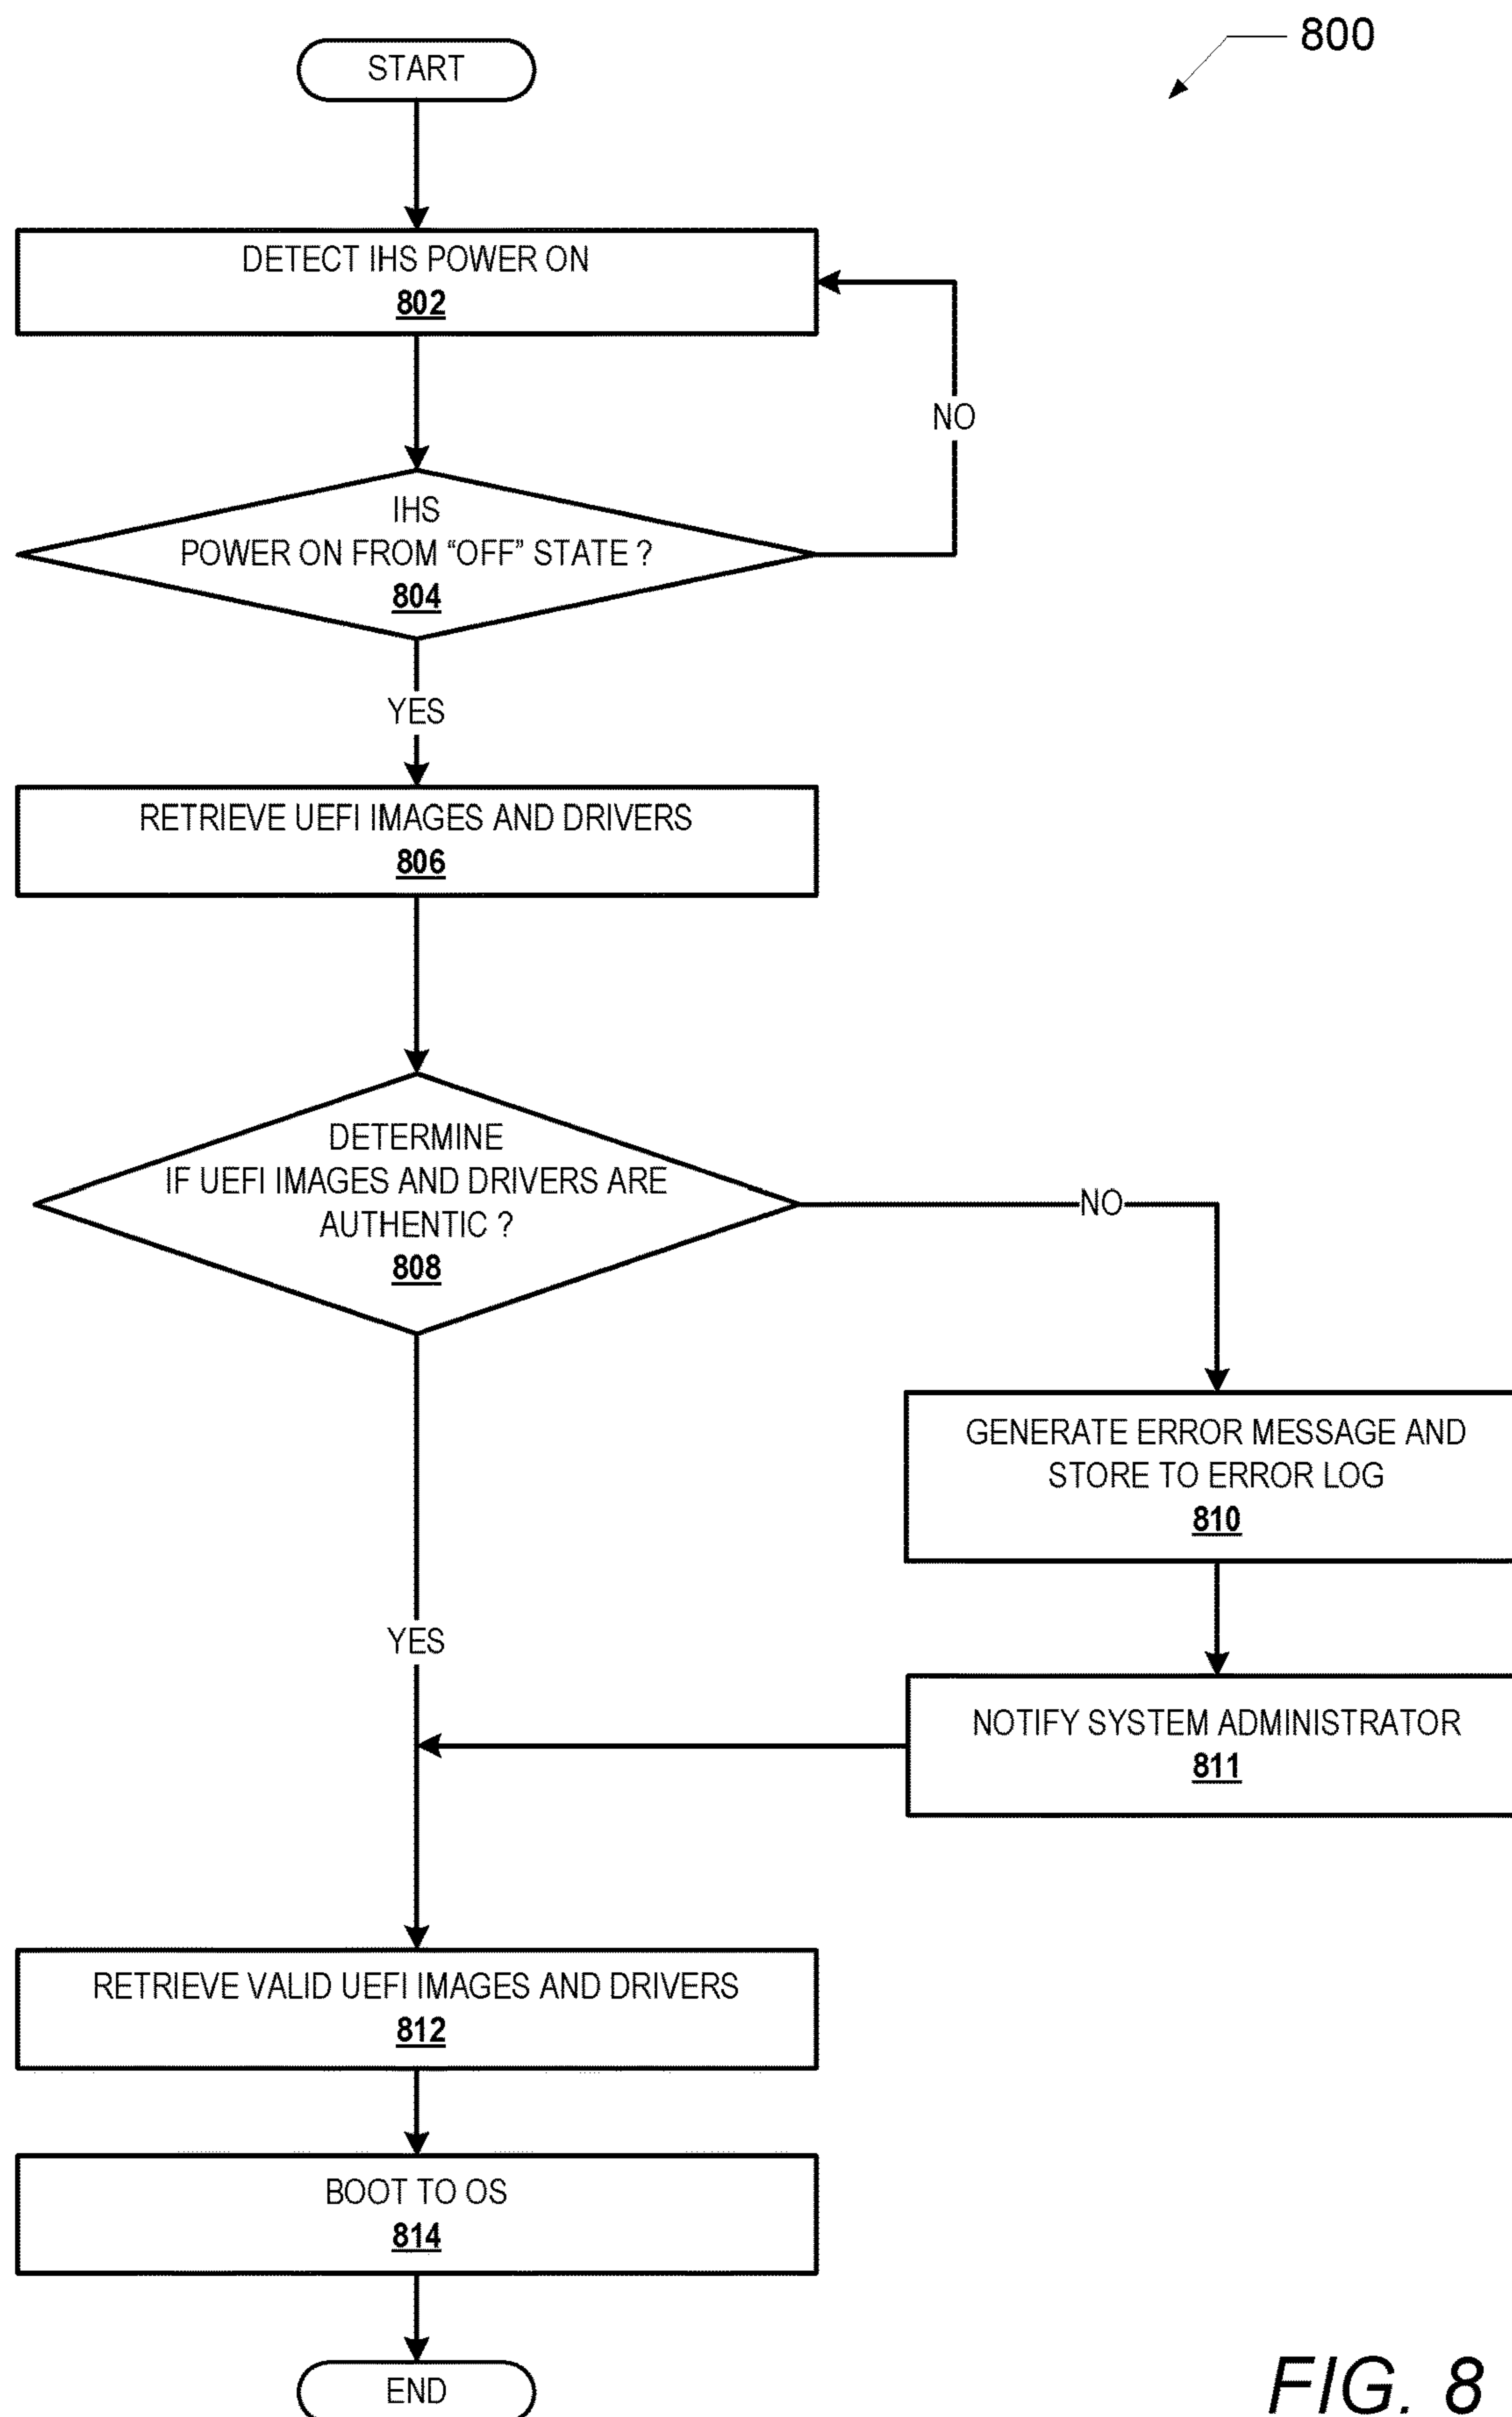 800
START
DETECT IHS POWER ON
802
NO
IHS
POWER ON FROM “OFF” STATE ?
804
YES
RETRIEVE UEFI IMAGES AND DRIVERS
806
DETERMINE
IF UEFI IMAGES AND DRIVERS ARE
AUTHENTIC ?
808
NO
GENERATE ERROR MESSAGE AND
STORE TO ERROR LOG
810
YES
NOTIFY SYSTEM ADMINISTRATOR
811
RETRIEVE VALID UEFI IMAGES AND DRIVERS
812
BOOT TO OS
814
END
FIG. 8